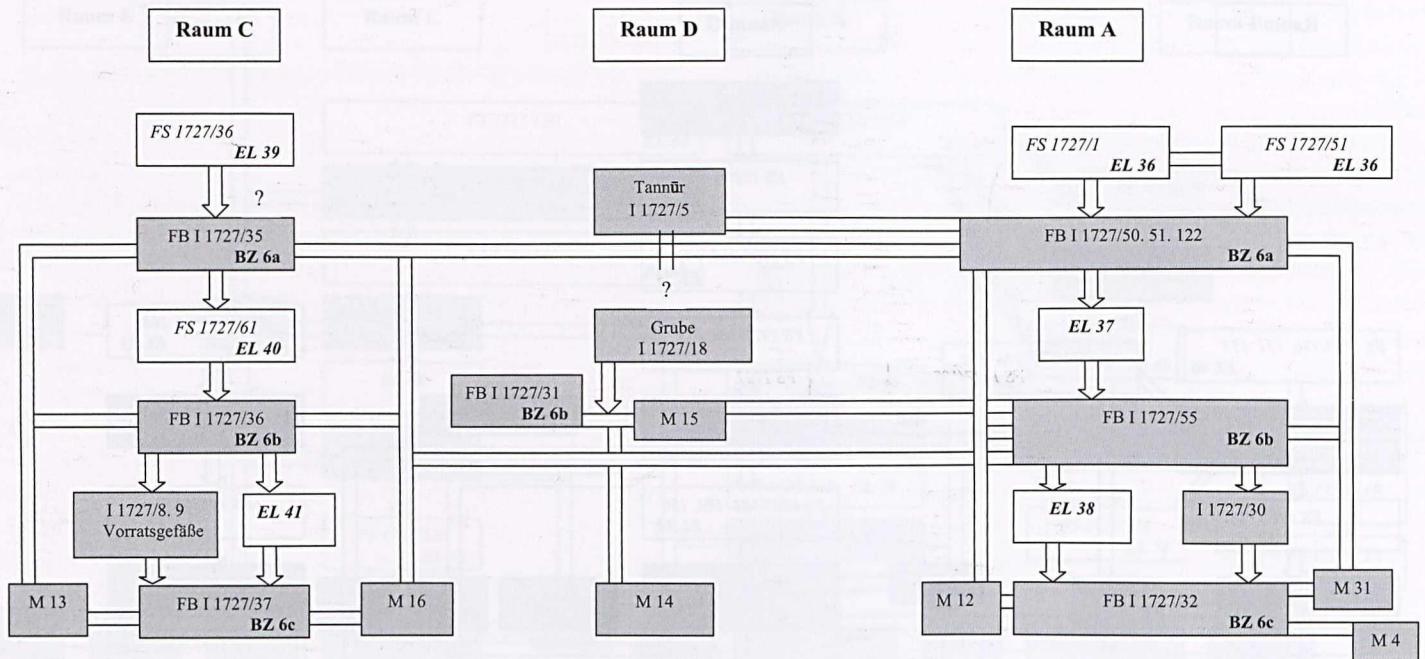 Raum C
Raum D
Raum A
FS 1727/36
EL 39
?
FB I 1727/35
BZ 6a
FS 1727/61
EL 40
FB I 1727/36
BZ 6b
I 1727/8. 9
Vorratsgefäße
EL 41
M 13
FB I 1727/37
BZ 6c
M 16
Tannūr
I 1727/5
?
Grube
I 1727/18
FB I 1727/31
BZ 6b
M 15
M 14
FS 1727/1
EL 36
FS 1727/51
EL 36
FB I 1727/50. 51. 122
BZ 6a
EL 37
FB I 1727/55
BZ 6b
EL 38
I 1727/30
M 12
FB I 1727/32
BZ 6c
M 31
M 4